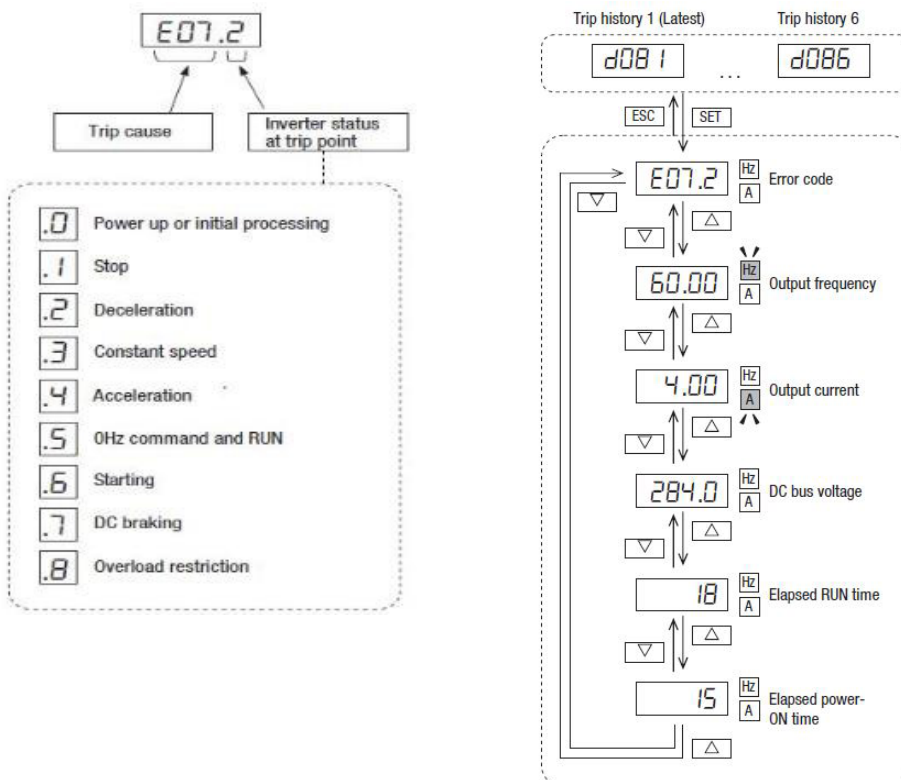 E07.2
Trip cause
Inverter status
at trip point
.0 Power up or initial processing
.1 Stop
.2 Deceleration
.3 Constant speed
.4 Acceleration
.5 0Hz command and RUN
.6 Starting
.7 DC braking
.8 Overload restriction
Trip history 1 (Latest)
Trip history 6
d081 ... d086
ESC SET
E07.2 Hz A Error code
▽ △
▽
60.00 Hz A Output frequency
▽ △
4.00 Hz A Output current
▽ △
284.0 Hz A DC bus voltage
▽ △
18 Hz A Elapsed RUN time
▽ △
15 Hz A Elapsed power-
ON time
△